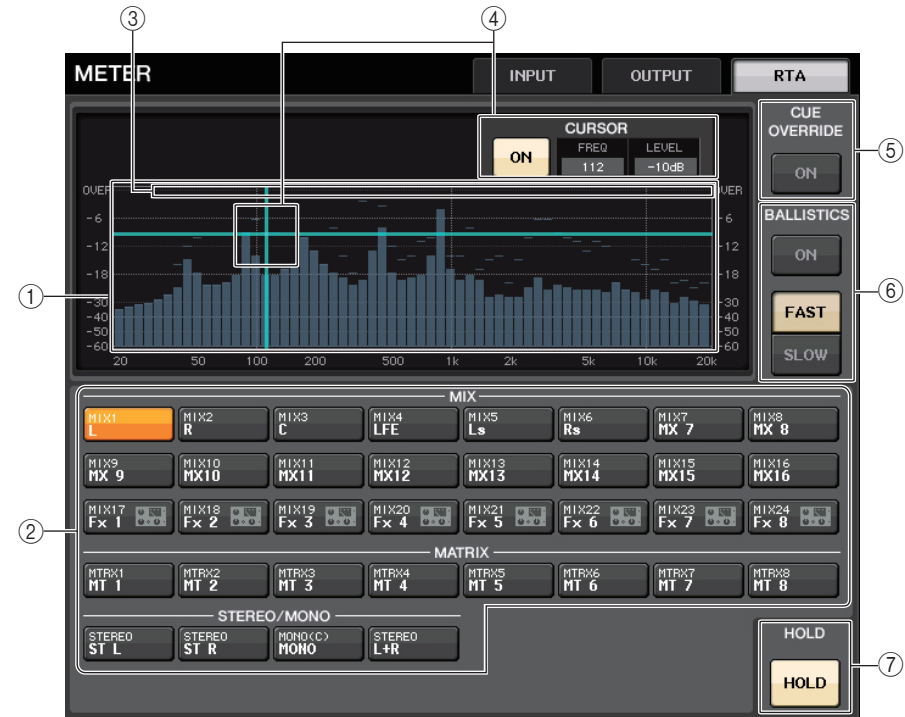 ③ ④
METER INPUT OUTPUT RTA
CURSOR
ON FREQ LEVEL
112 -10dB
CUE
OVERRIDE
ON
⑤
OVER OVER
-6 -6
-12 -12
-18 -18
-30 -30
-40 -40
-50 -50
-60 -60
20 50 100 200 500 1k 2k 5k 10k 20k
①
BALLISTICS
ON
FAST
SLOW
⑥
②
MIX
MIX1 MIX2 MIX3 MIX4 MIX5 MIX6 MIX7 MIX8
L R C LFE Ls Rs MX 7 MX 8
MIX9 MIX10 MIX11 MIX12 MIX13 MIX14 MIX15 MIX16
MX 9 MX10 MX11 MX12 MX13 MX14 MX15 MX16
MIX17 MIX18 MIX19 MIX20 MIX21 MIX22 MIX23 MIX24
Fx 1 Fx 2 Fx 3 Fx 4 Fx 5 Fx 6 Fx 7 Fx 8
MATRIX
MTRX1 MTRX2 MTRX3 MTRX4 MTRX5 MTRX6 MTRX7 MTRX8
MT 1 MT 2 MT 3 MT 4 MT 5 MT 6 MT 7 MT 8
STEREO/MONO
STEREO STEREO MONO(C) STEREO
ST L ST R MONO L+R
HOLD
HOLD
⑦